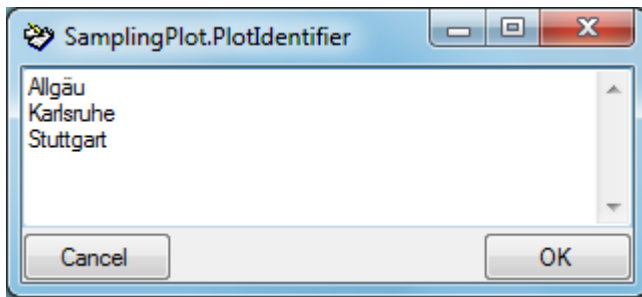 SamplingPlot.PlotIdentifier
Allgäu
Karlsruhe
Stuttgart
Cancel OK